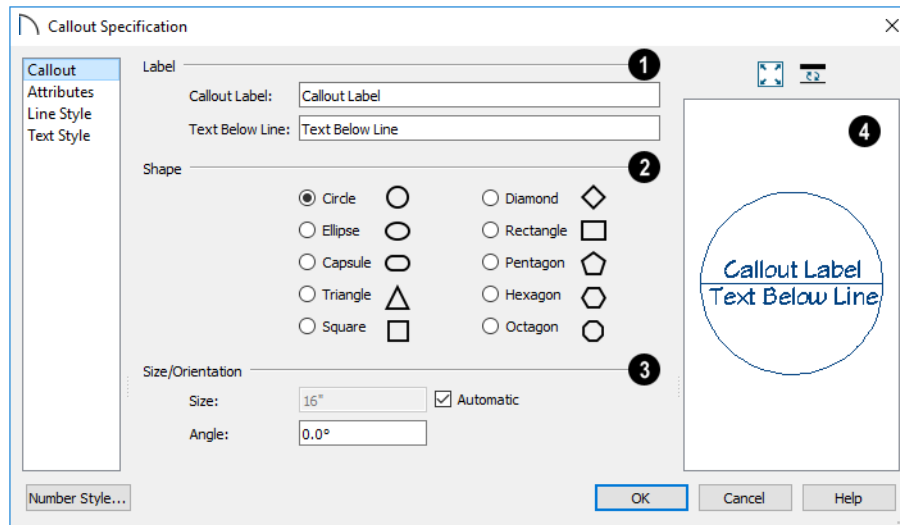 Callout Specification
Callout
Attributes
Line Style
Text Style
Label 1
Callout Label: Callout Label
Text Below Line: Text Below Line
Shape 2
Circle Diamond
Ellipse Rectangle
Capsule Pentagon
Triangle Hexagon
Square Octagon
Size/Orientation 3
Size: 16" Automatic
Angle: 0.0°
4
Callout Label
Text Below Line
Number Style... OK Cancel Help